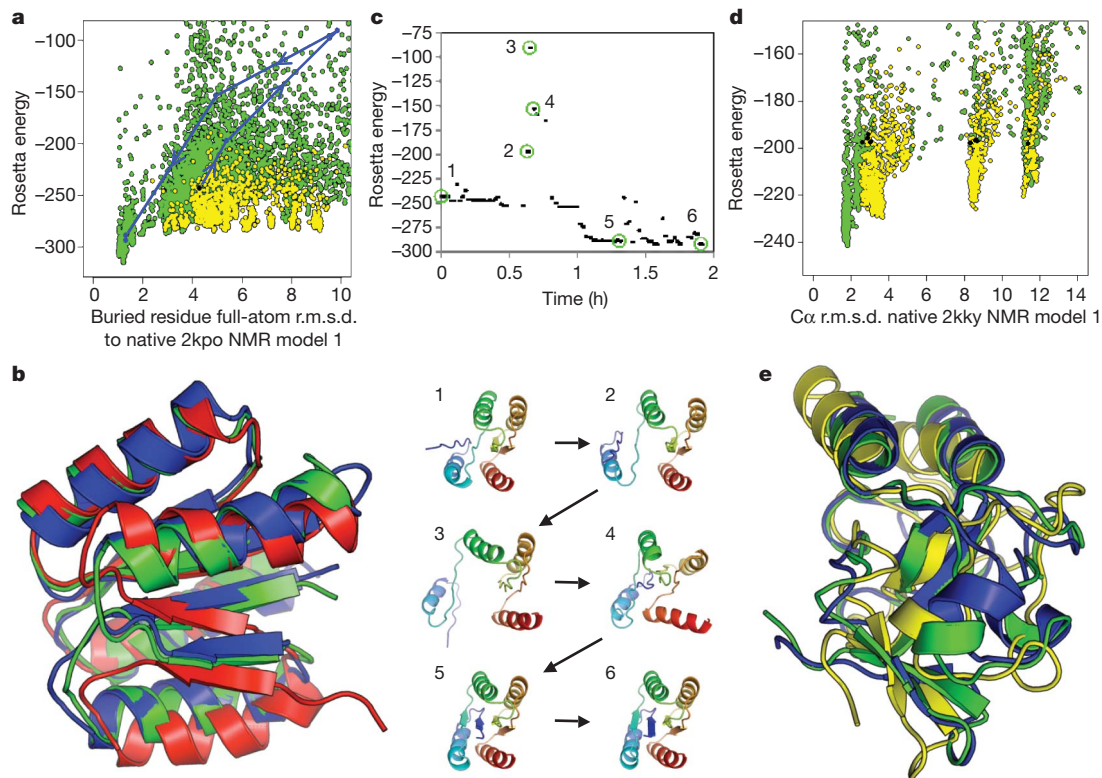 a
Rosetta energy
−100
−150
−200
−250
−300
0 2 4 6 8 10
Buried residue full-atom r.m.s.d.
to native 2kpo NMR model 1
c
Rosetta energy
−75
−100
−125
−150
−175
−200
−225
−250
−275
−300
3
4
2
1
5
6
0 0.5 1 1.5 2
Time (h)
d
Rosetta energy
−160
−180
−200
−220
−240
0 2 4 6 8 10 12 14
Cα r.m.s.d. native 2kky NMR model 1
b
1 2
3 4
5 6
e